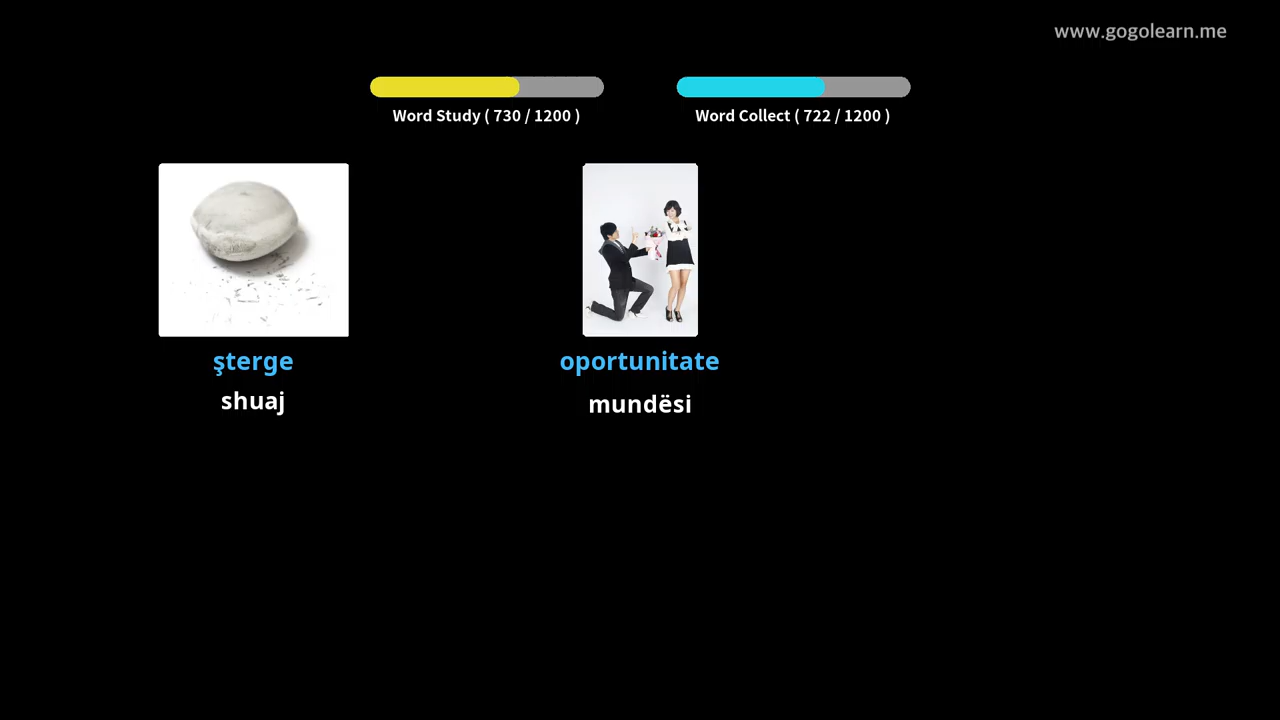 www.gogolearn.me
Word Study ( 730 / 1200 )
Word Collect ( 722 / 1200 )
şterge
shuaj
oportunitate
mundësi